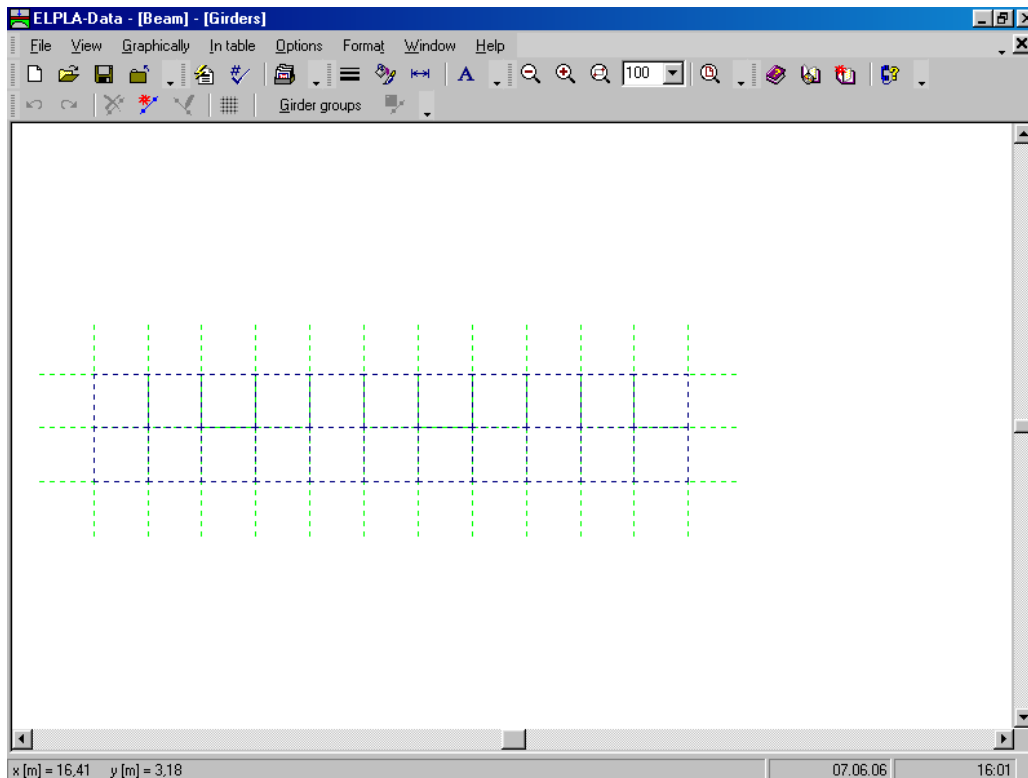 ELPLA-Data - [Beam] - [Girders]
File View Graphically In table Options Format Window Help
A 100
Girder groups
x [m] = 16,41 y [m] = 3,18 07.06.06 16:01